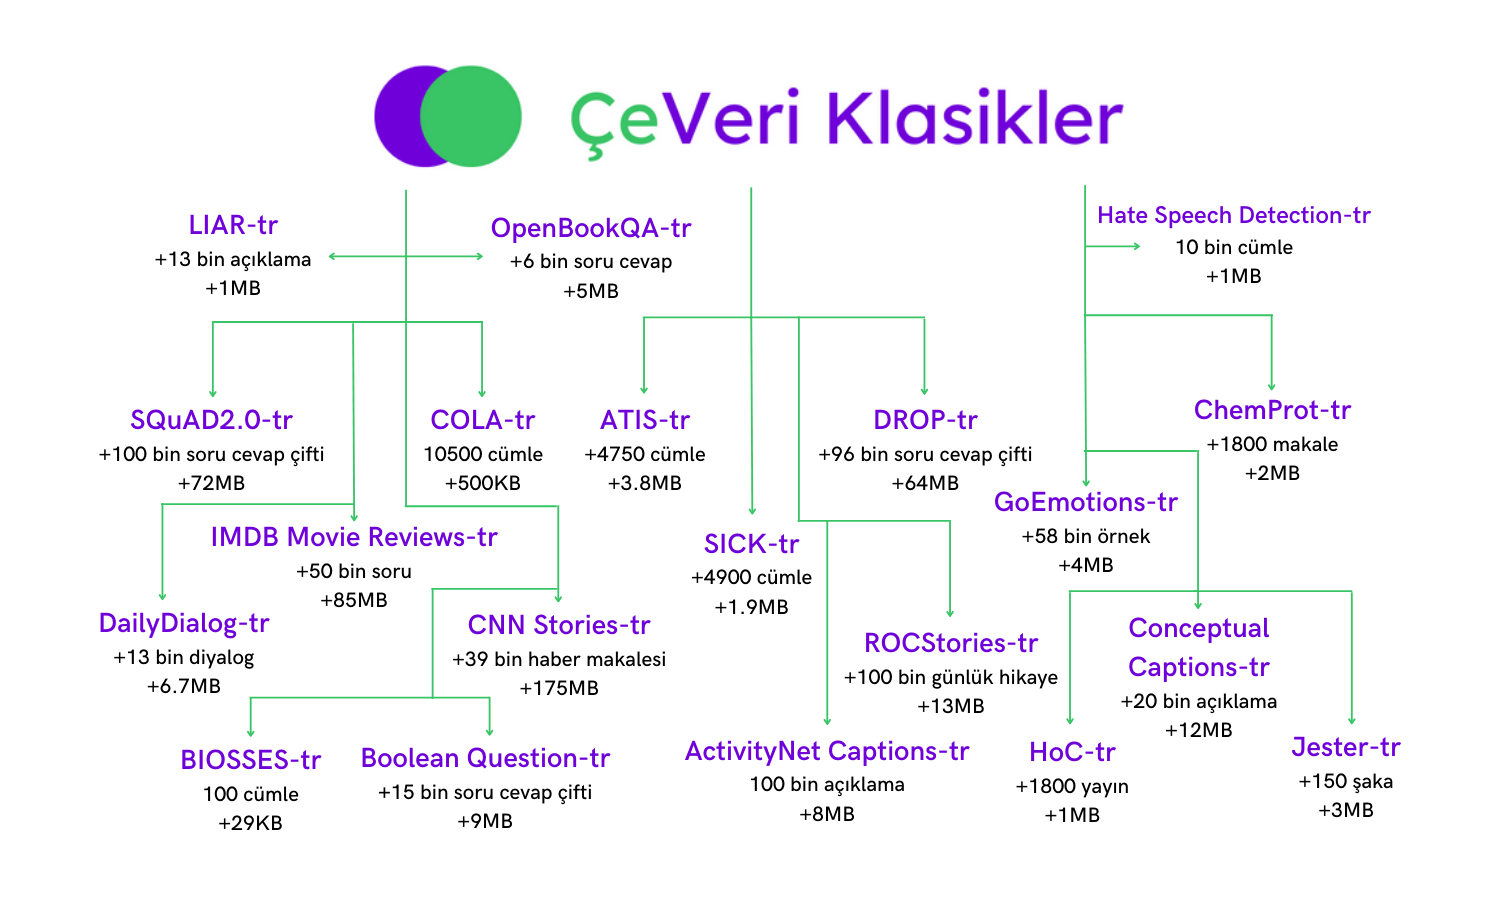 ÇeVeri Klasikler
LIAR-tr
+13 bin açıklama
+1MB
OpenBookQA-tr
+6 bin soru cevap
+5MB
Hate Speech Detection-tr
10 bin cümle
+1MB
SQuAD2.0-tr
+100 bin soru cevap çifti
+72MB
COLA-tr
10500 cümle
+500KB
ATIS-tr
+4750 cümle
+3.8MB
DROP-tr
+96 bin soru cevap çifti
+64MB
ChemProt-tr
+1800 makale
+2MB
GoEmotions-tr
+58 bin örnek
+4MB
IMDB Movie Reviews-tr
+50 bin soru
+85MB
SICK-tr
+4900 cümle
+1.9MB
DailyDialog-tr
+13 bin diyalog
+6.7MB
CNN Stories-tr
+39 bin haber makalesi
+175MB
ROCStories-tr
+100 bin günlük hikaye
+13MB
Conceptual
Captions-tr
+20 bin açıklama
+12MB
BIOSSES-tr
100 cümle
+29KB
Boolean Question-tr
+15 bin soru cevap çifti
+9MB
ActivityNet Captions-tr
100 bin açıklama
+8MB
HoC-tr
+1800 yayın
+1MB
Jester-tr
+150 şaka
+3MB